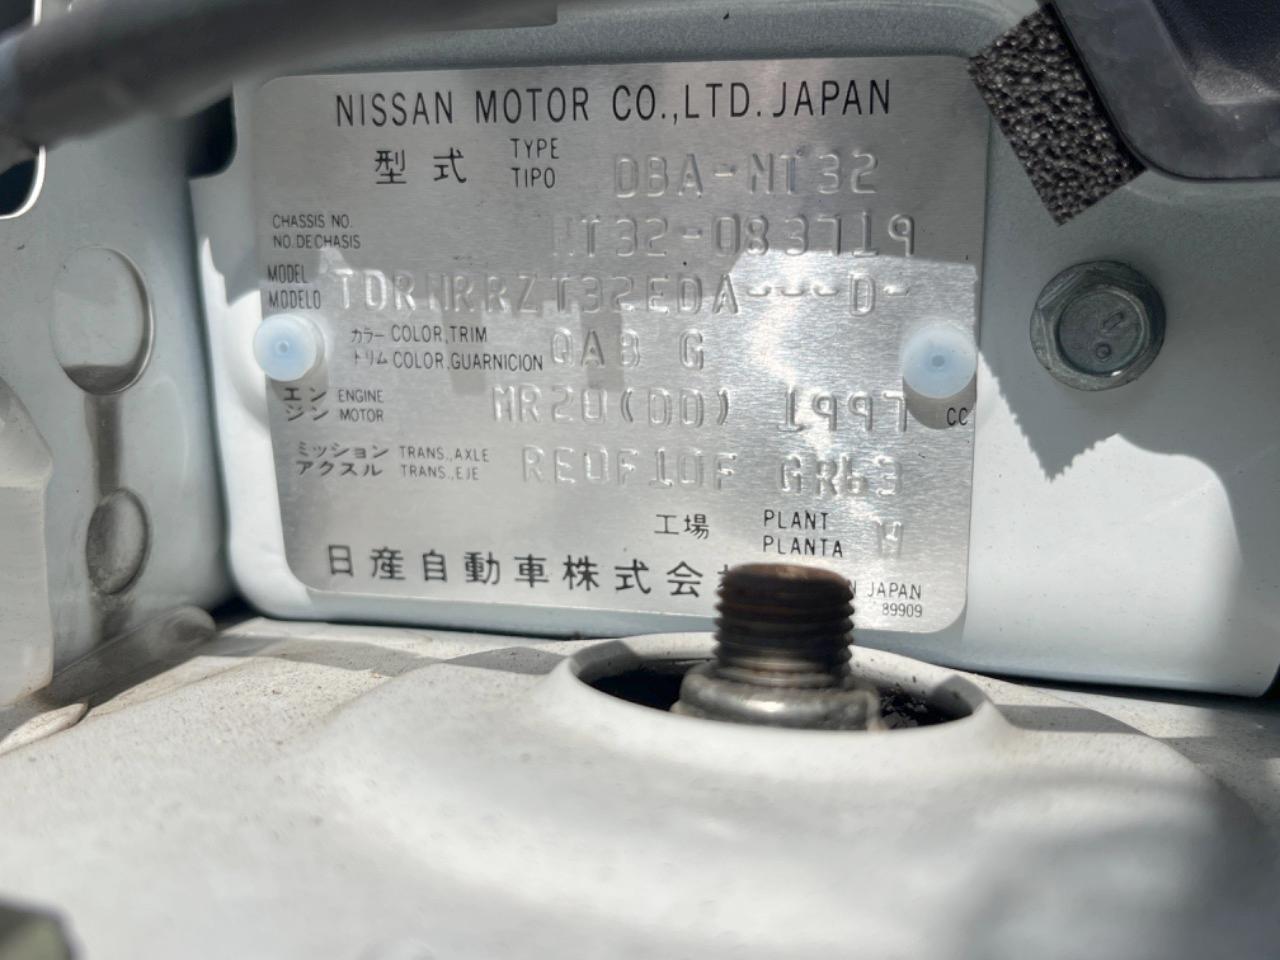 NISSAN MOTOR CO.,LTD. JAPAN
型式 TYPE TIPO DBA-NT32
CHASSIS NO. NO.DECHASIS NT32-083719
MODEL MODELO TDRNRRZT32EDA---D-
カラー COLOR,TRIM トリム COLOR.GUARNICION QAB G
エンジン ENGINE MOTOR MR20(DD) 1997 CC
ミッション アクスル TRANS.,AXLE TRANS.,EJE RE0F10F GR63
工場 PLANT PLANTA
日産自動車株式会 JAPAN
89909